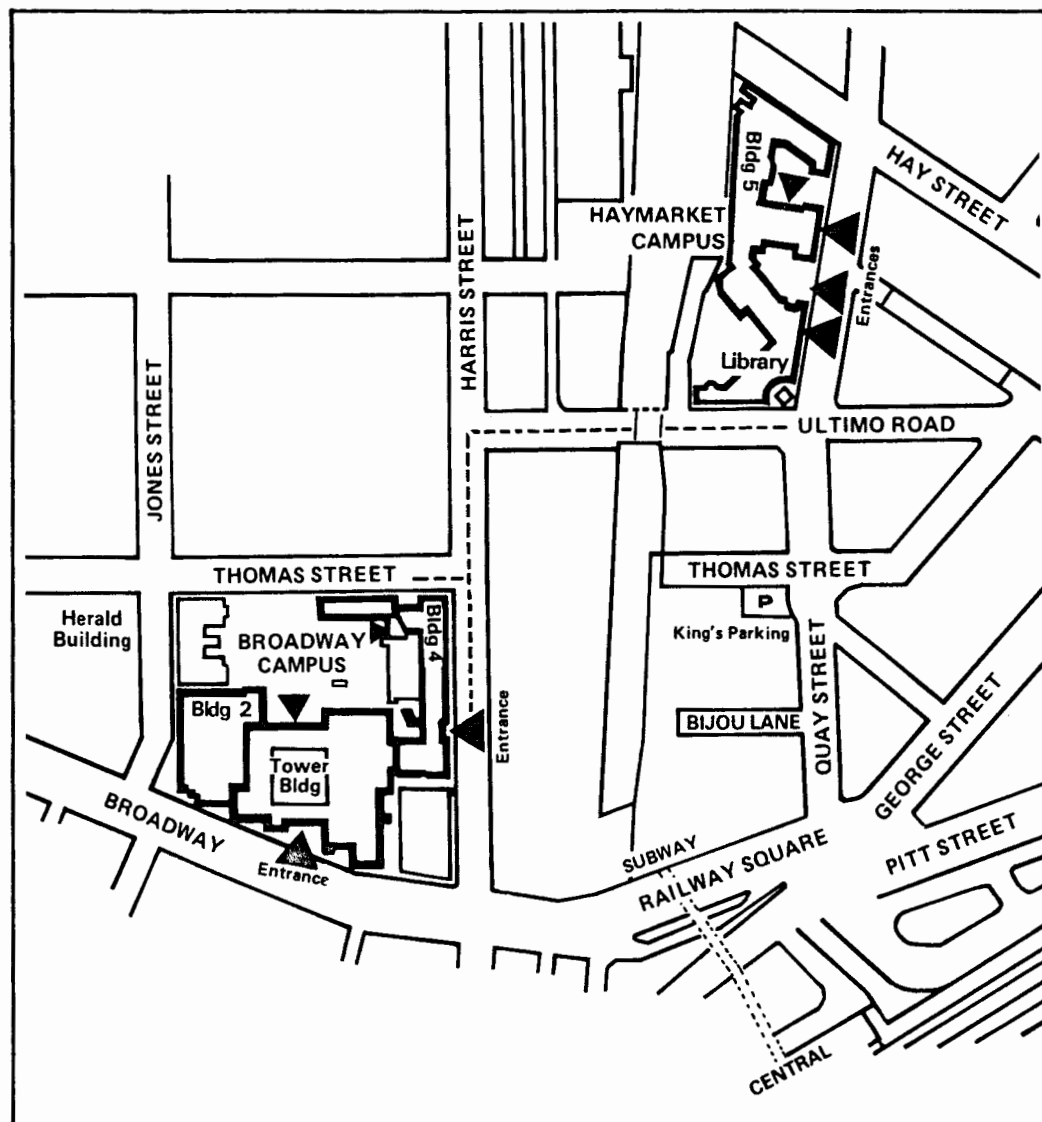 Bldg 5
HAY STREET
HAYMARKET
CAMPUS
HARRIS STREET
Entrances
Library
JONES STREET
ULTIMO ROAD
THOMAS STREET
THOMAS STREET
P
King's Parking
Herald
Building
BROADWAY
CAMPUS
Bldg 4
Bldg 2
Entrance
BIJOU LANE
QUAY STREET
GEORGE STREET
Tower
Bldg
BROADWAY
Entrance
SUBWAY
RAILWAY SQUARE
PITT STREET
CENTRAL